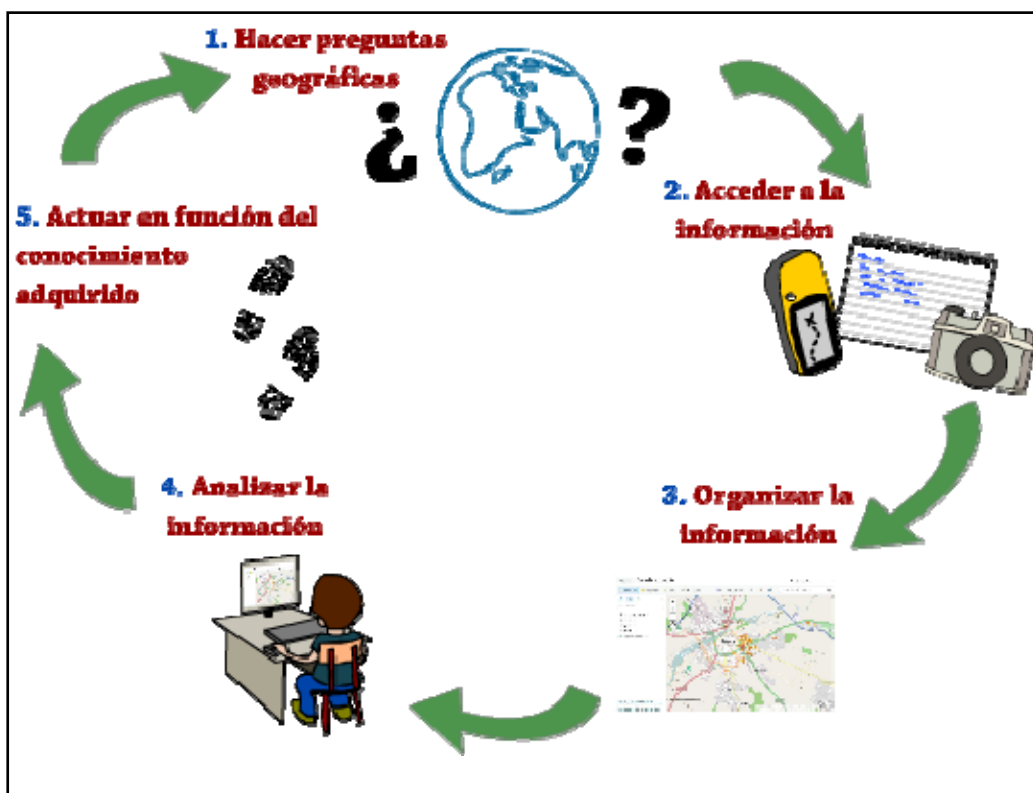 1. Hacer preguntas
geográficas
¿ ?
2. Acceder a la
información
3. Organizar la
información
4. Analizar la
información
5. Actuar en función del
conocimiento
adquirido